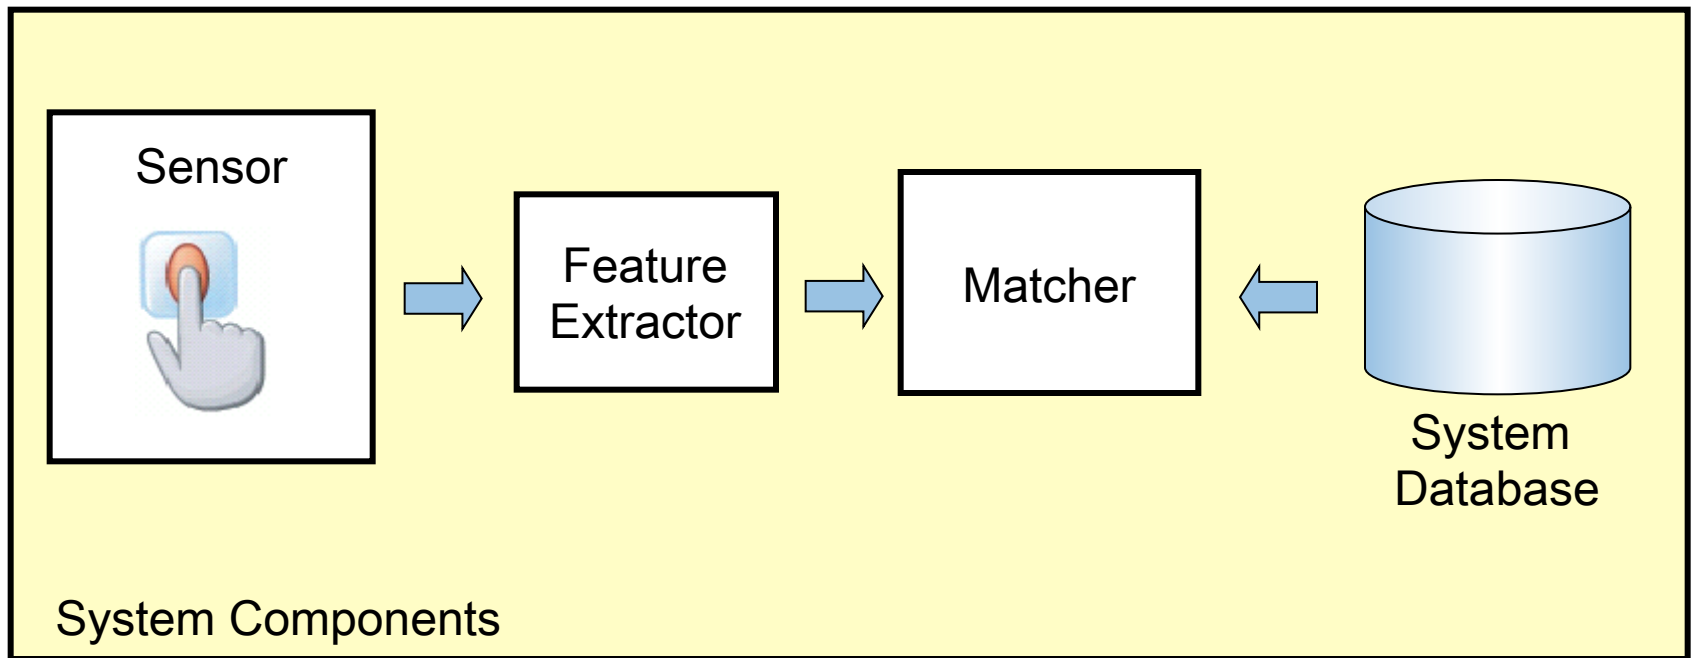 Sensor
Feature
Extractor
Matcher
System
Database
System Components